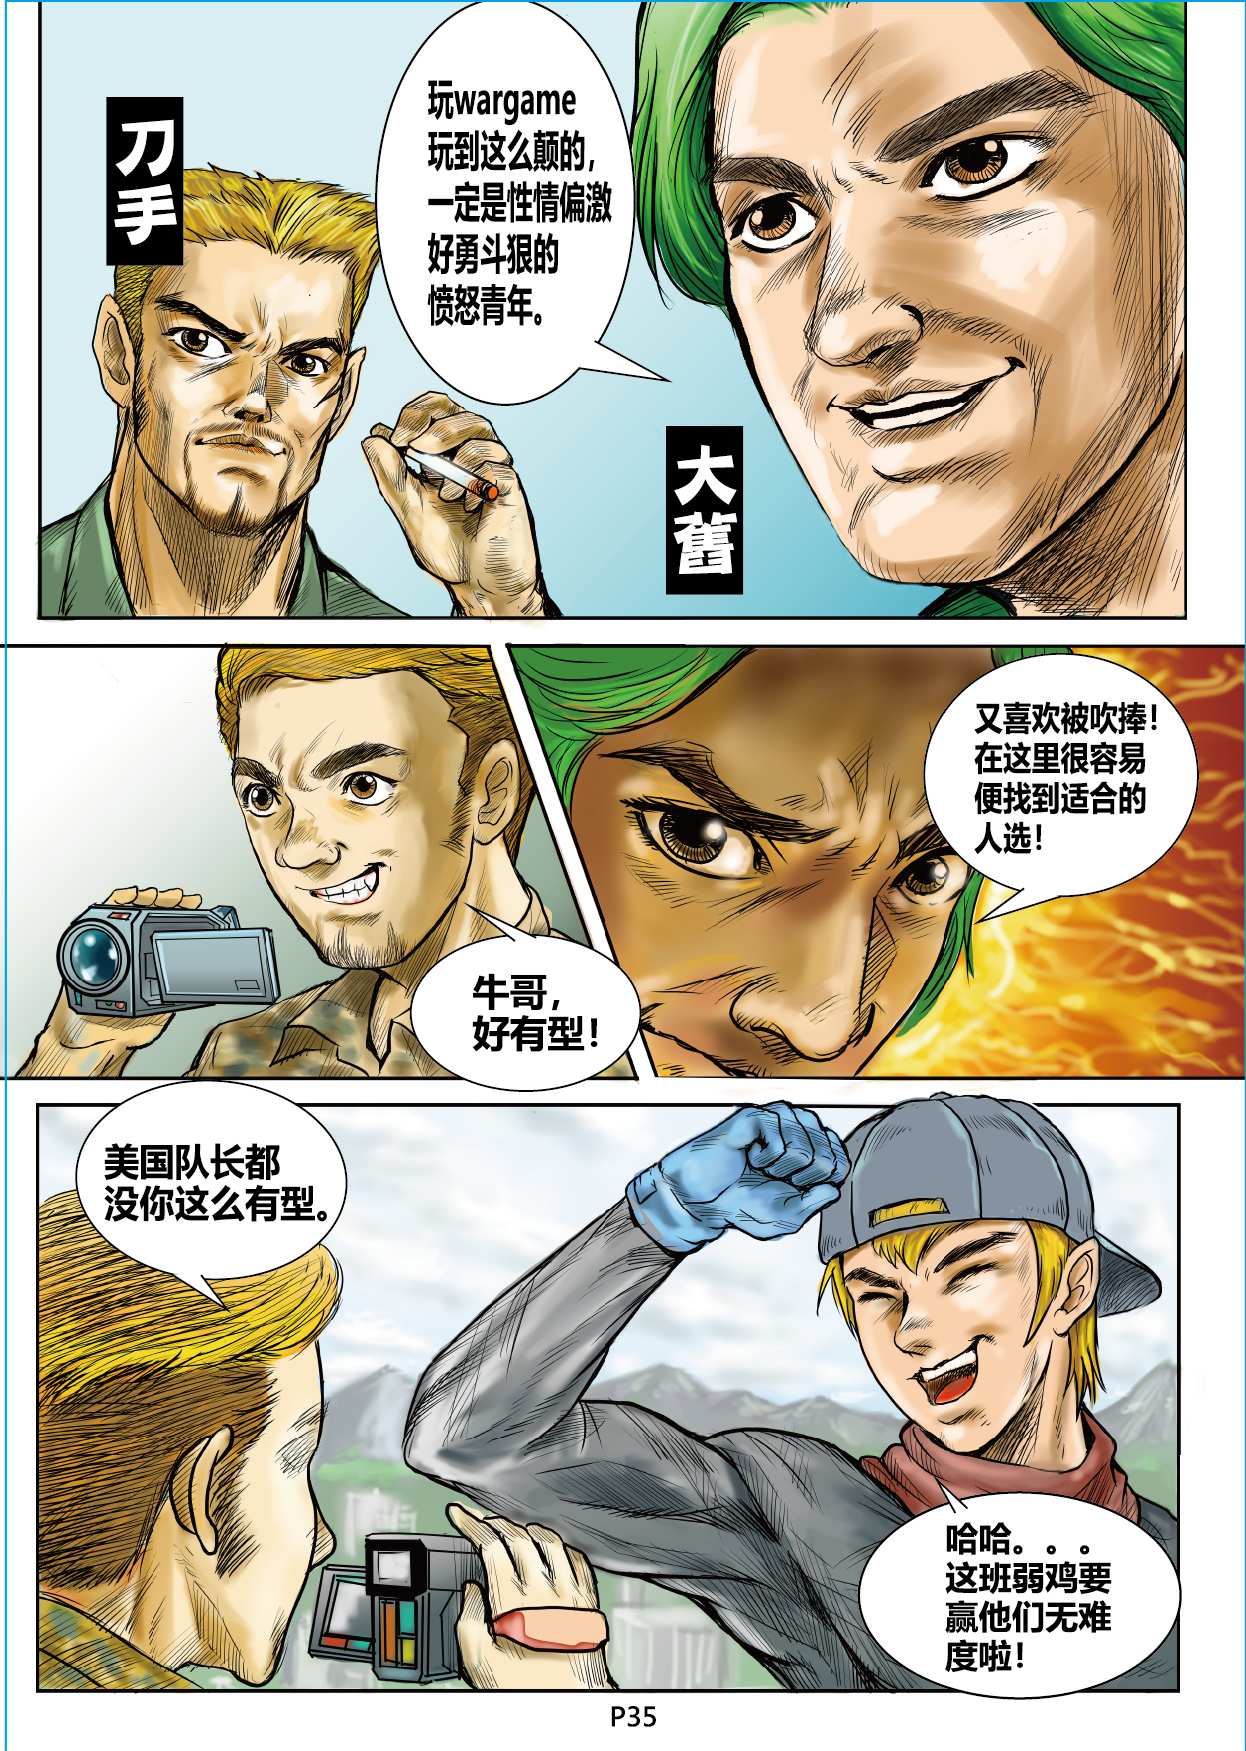 刀手
玩wargame
玩到这么颠的，
一定是性情偏激
好勇斗狠的
愤怒青年。
大舊
又喜欢被吹捧！
在这里很容易
便找到适合的
人选！
牛哥，
好有型！
美国队长都
没你这么有型。
哈哈。。。
这班弱鸡要
赢他们无难
度啦！
P35